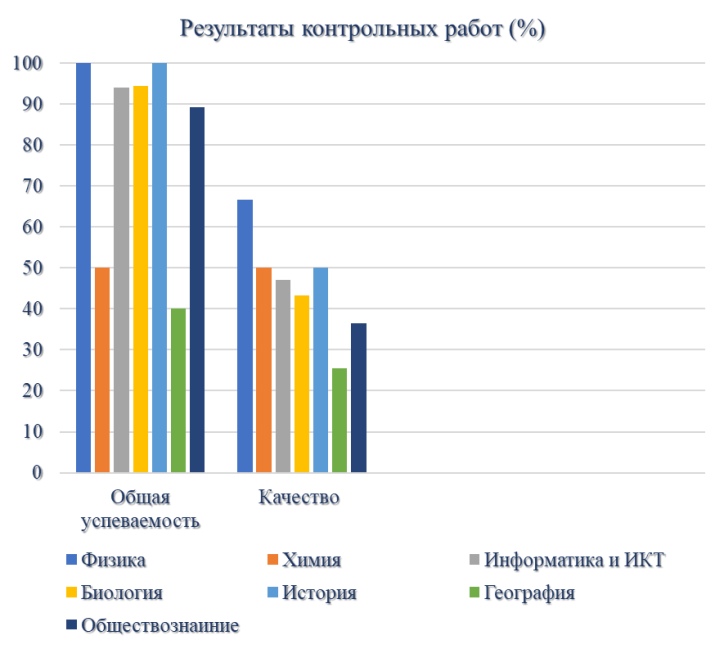 Результаты контрольных работ (%)
100
90
80
70
60
50
40
30
20
10
0
Общая
успеваемость
Качество
Физика
Химия
Информатика и ИКТ
Биология
История
География
Обществознаиние